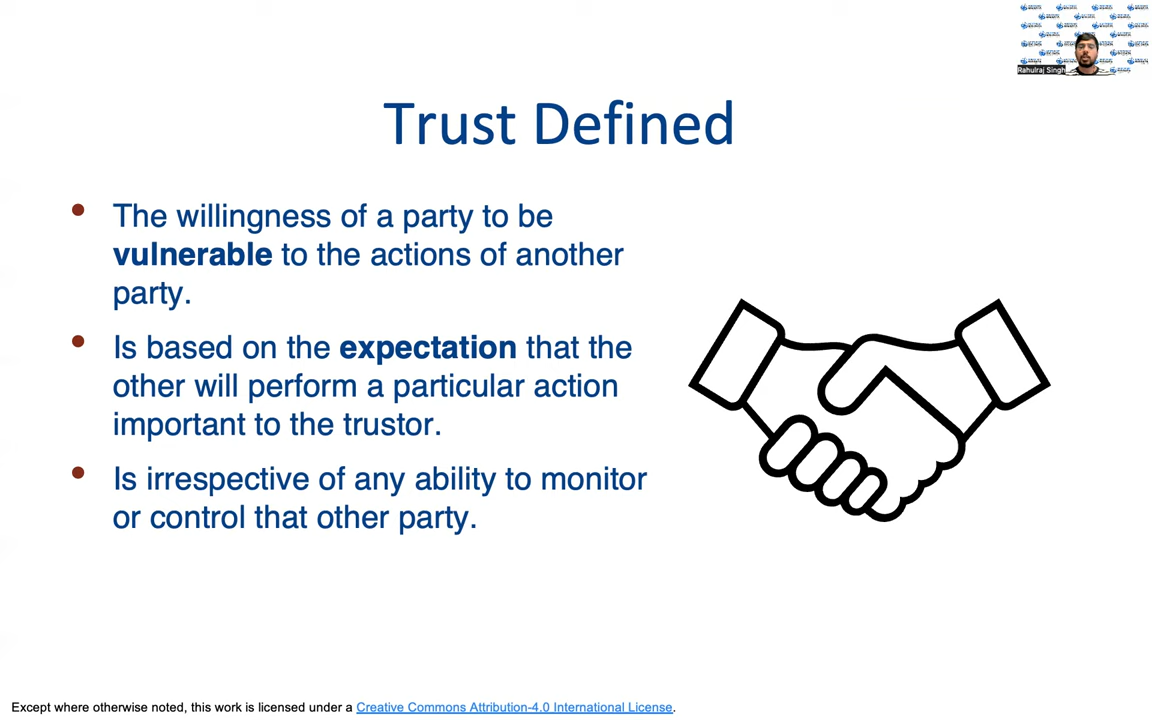 Rahulraj Singh
Trust Defined
• The willingness of a party to be
vulnerable to the actions of another
party.
• Is based on the expectation that the
other will perform a particular action
important to the trustor.
• Is irrespective of any ability to monitor
or control that other party.
Except where otherwise noted, this work is licensed under a Creative Commons Attribution-4.0 International License.